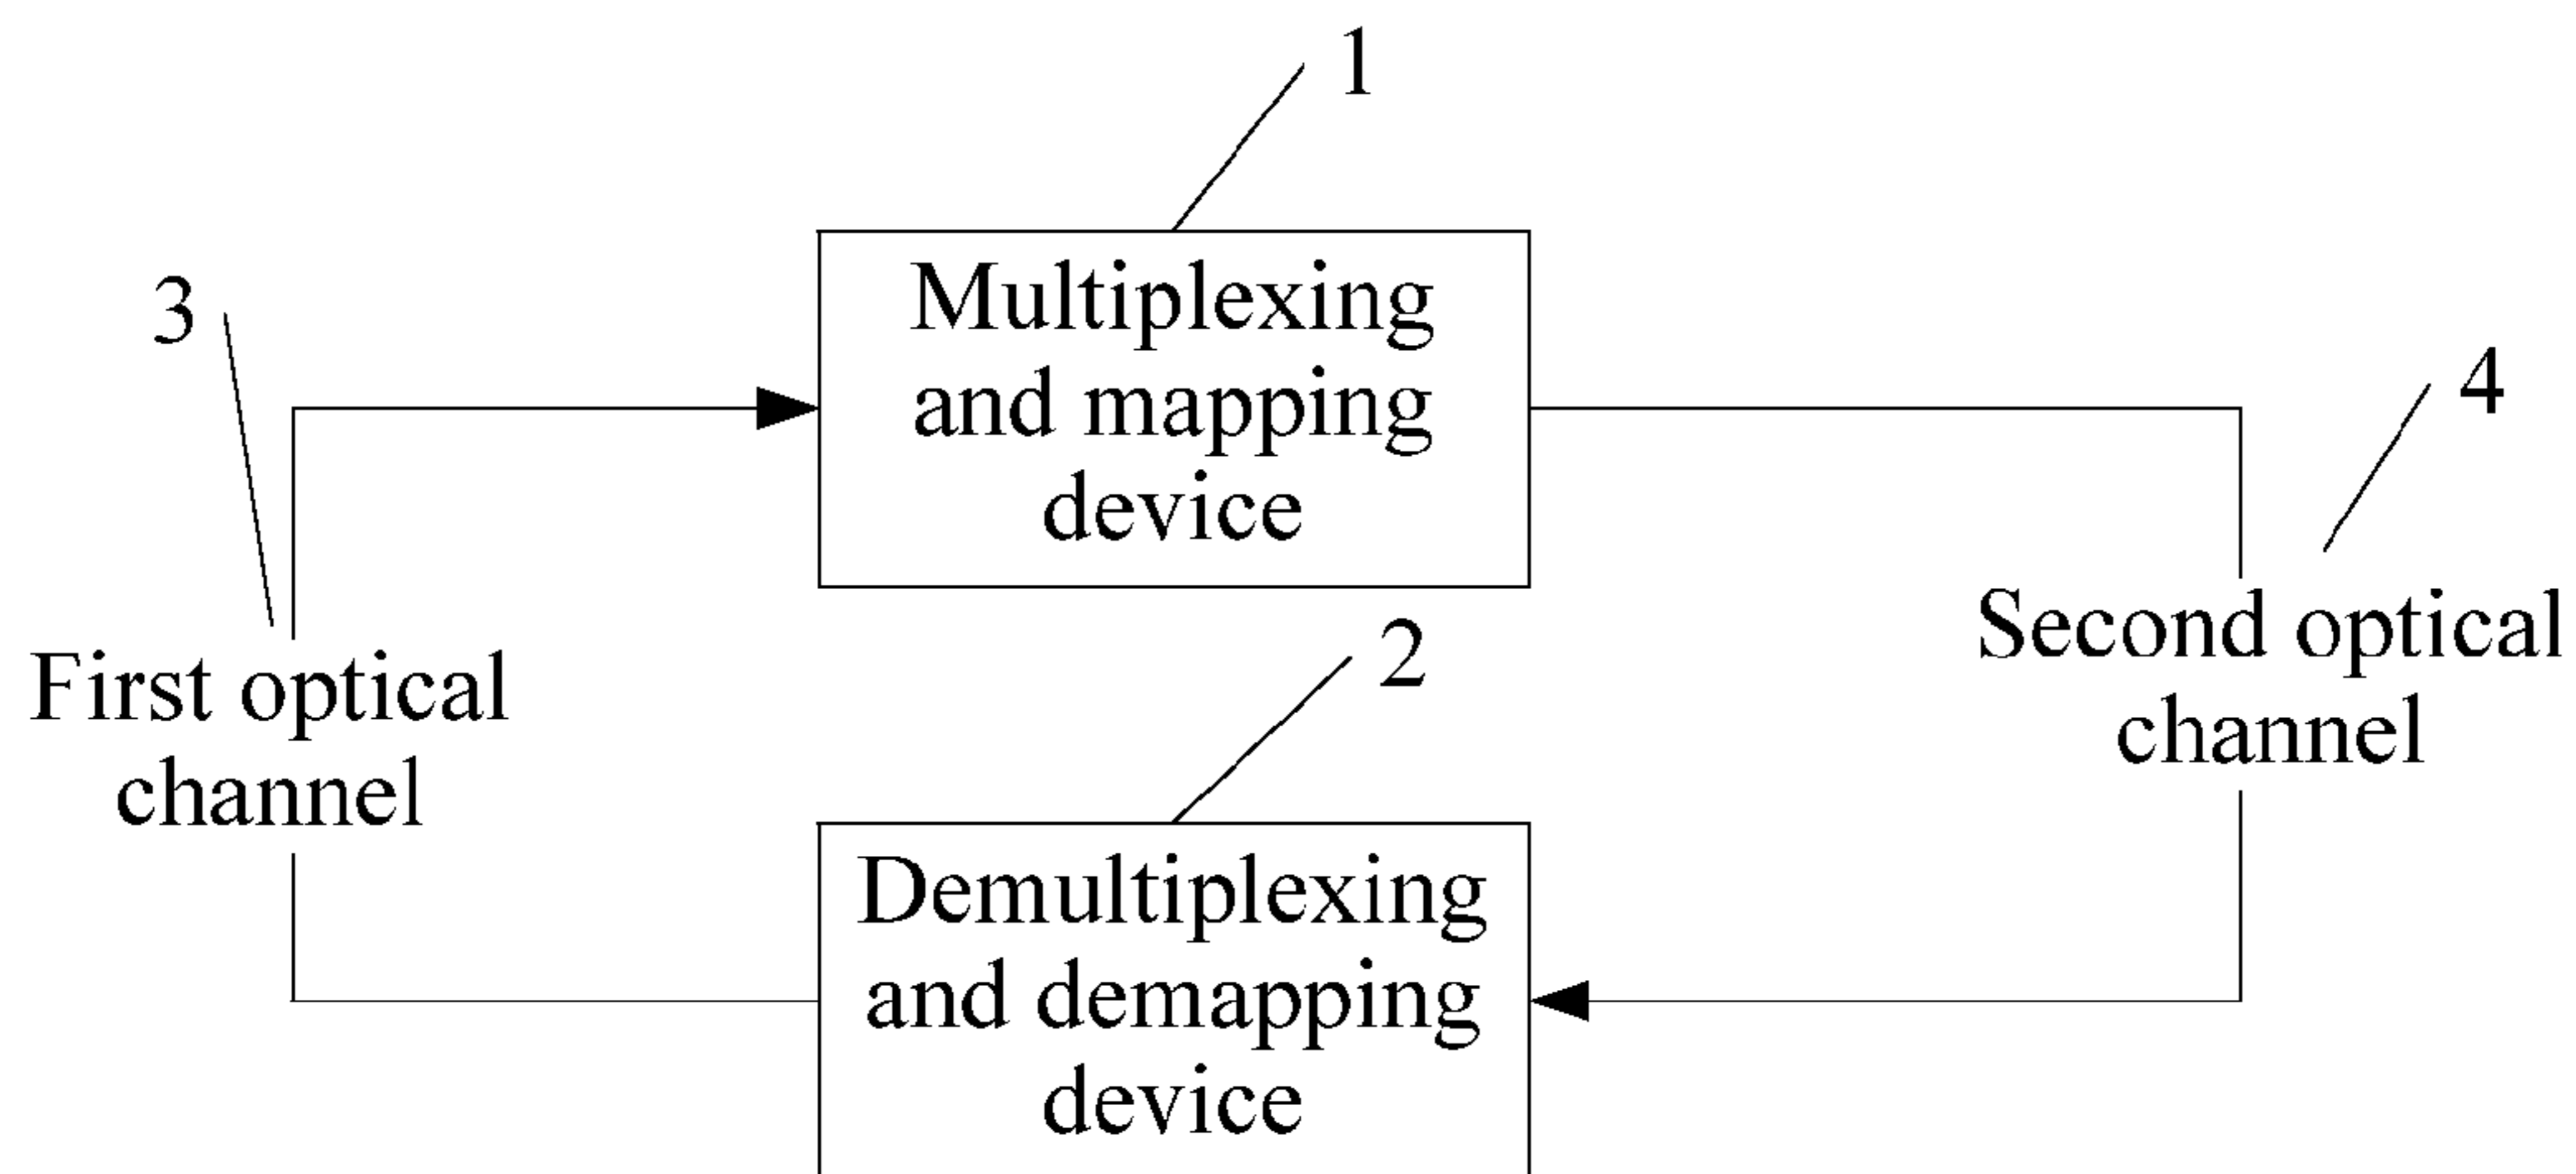 1
Multiplexing
and mapping
device
3
4
First optical
channel
Second optical
channel
2
Demultiplexing
and demapping
device